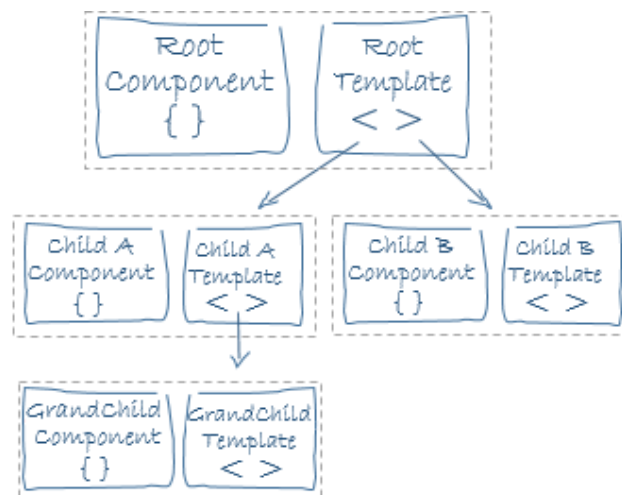 Root
Component
{ }
Root
Template
< >
Child A
Component
{ }
Child A
Template
< >
Child B
Component
{ }
Child B
Template
< >
GrandChild
Component
{ }
GrandChild
Template
< >